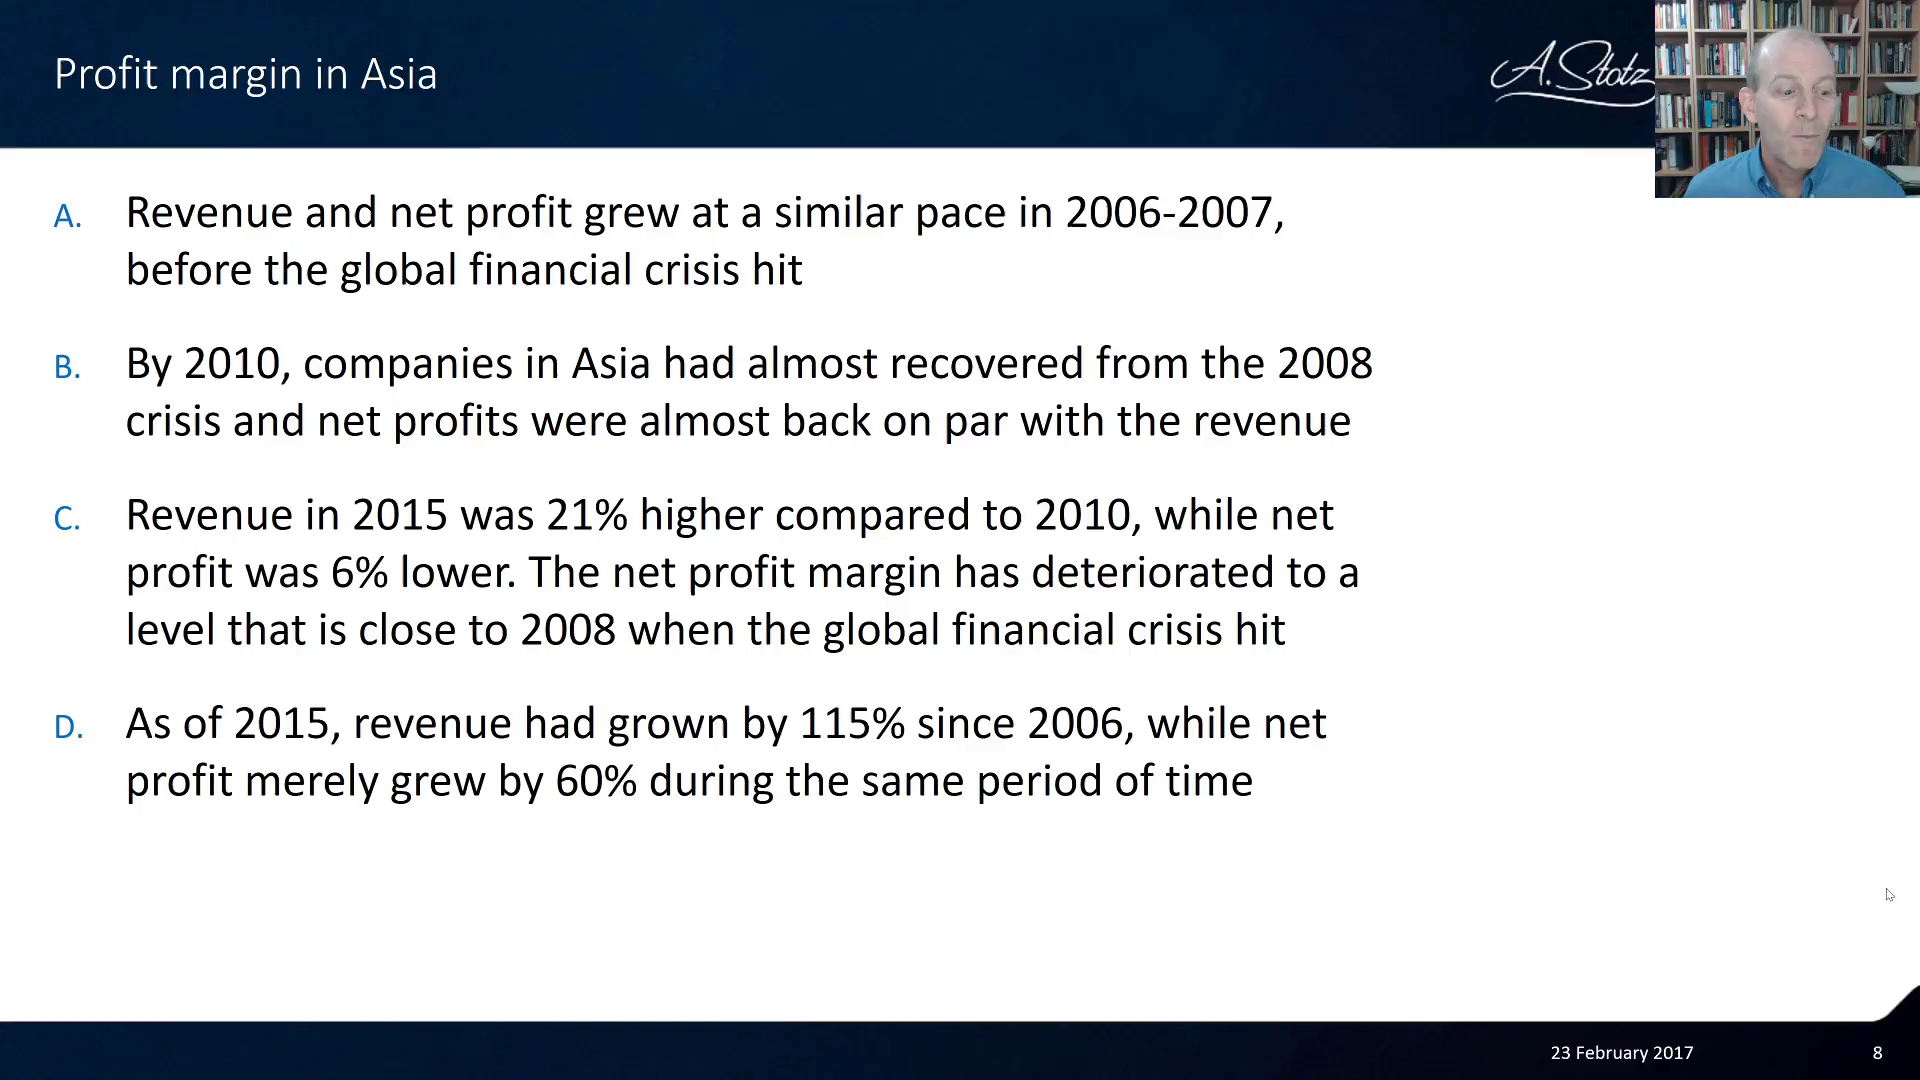 Profit margin in Asia
A. Stotz
A. Revenue and net profit grew at a similar pace in 2006-2007,
before the global financial crisis hit
B. By 2010, companies in Asia had almost recovered from the 2008
crisis and net profits were almost back on par with the revenue
C. Revenue in 2015 was 21% higher compared to 2010, while net
profit was 6% lower. The net profit margin has deteriorated to a
level that is close to 2008 when the global financial crisis hit
D. As of 2015, revenue had grown by 115% since 2006, while net
profit merely grew by 60% during the same period of time
23 February 2017 8